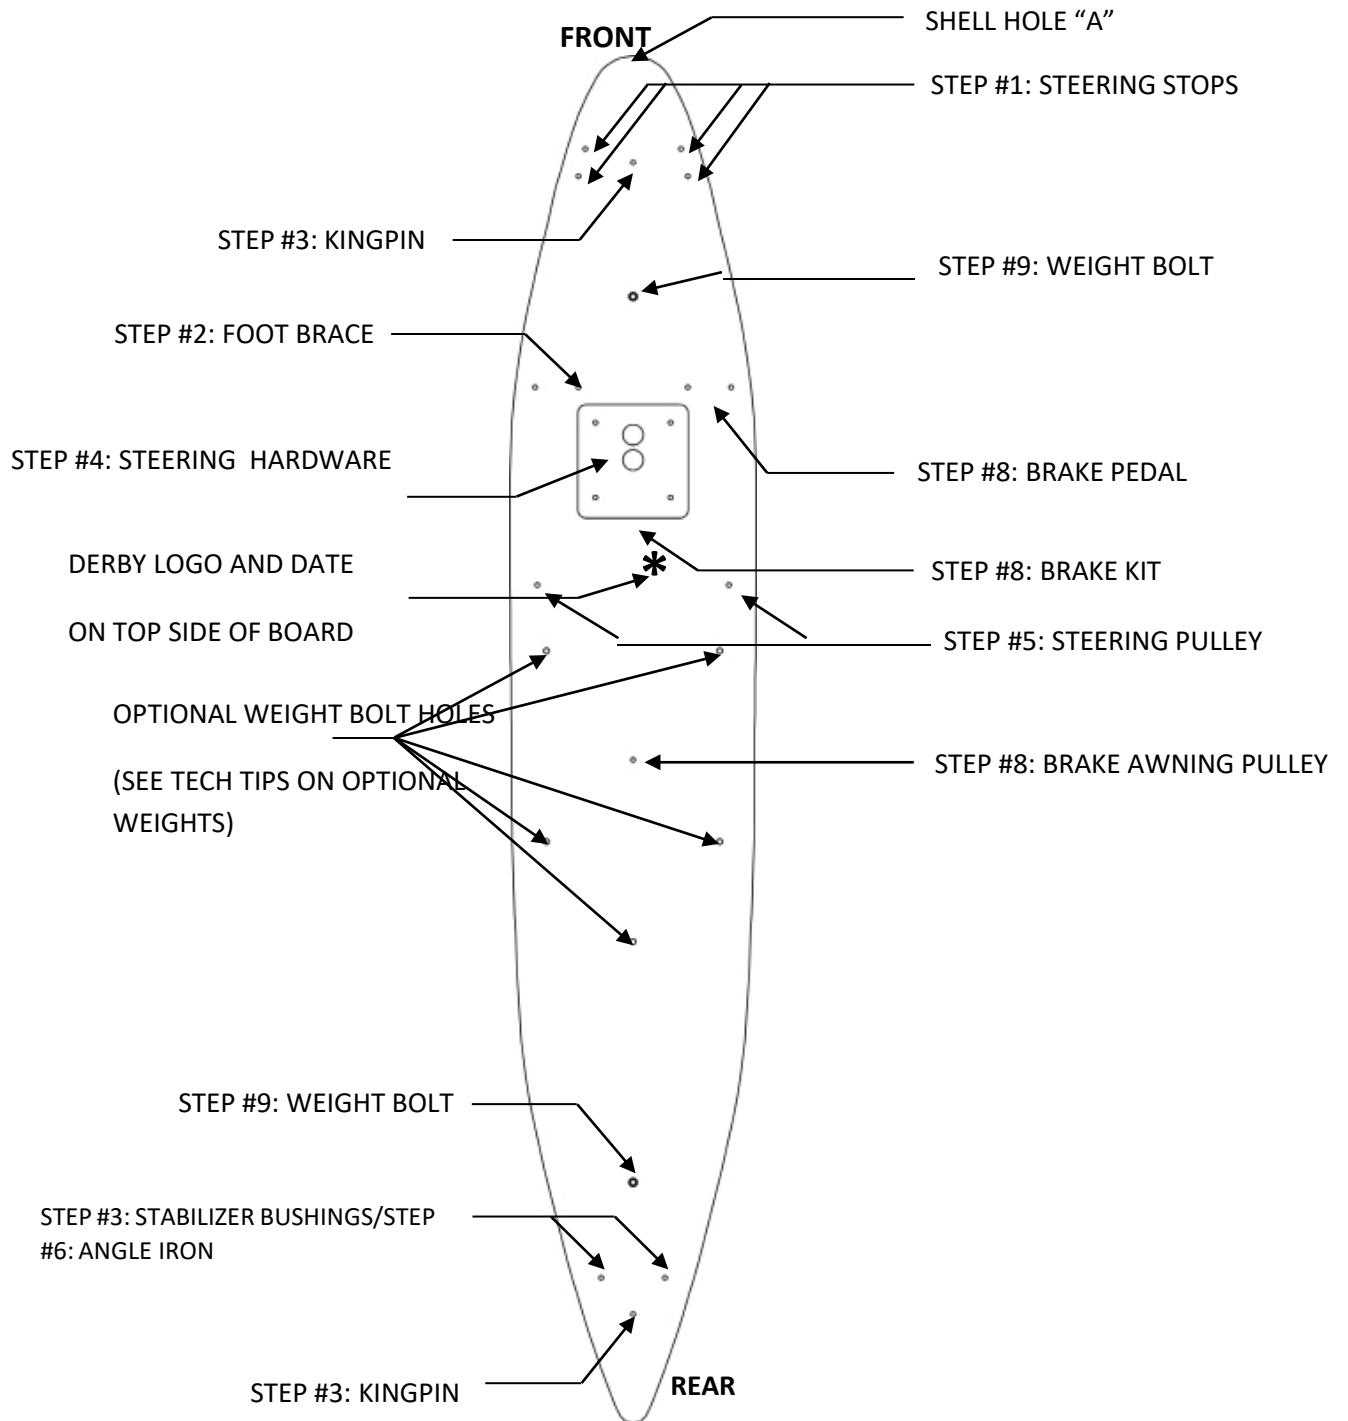 SHELL HOLE “A”
FRONT
STEP #1: STEERING STOPS
STEP #3: KINGPIN
STEP #9: WEIGHT BOLT
STEP #2: FOOT BRACE
STEP #4: STEERING HARDWARE
STEP #8: BRAKE PEDAL
DERBY LOGO AND DATE
ON TOP SIDE OF BOARD
*
STEP #8: BRAKE KIT
STEP #5: STEERING PULLEY
OPTIONAL WEIGHT BOLT HOLES
(SEE TECH TIPS ON OPTIONAL
WEIGHTS)
STEP #8: BRAKE AWNING PULLEY
STEP #9: WEIGHT BOLT
STEP #3: STABILIZER BUSHINGS/STEP
#6: ANGLE IRON
STEP #3: KINGPIN
REAR